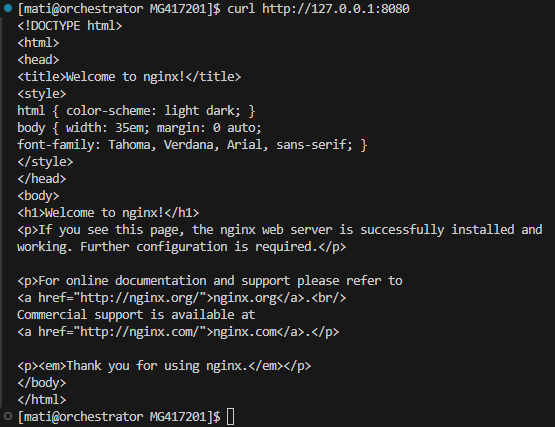 [mati@orchestrator MG417201]$ curl http://127.0.0.1:8080
<!DOCTYPE html>
<html>
<head>
<title>Welcome to nginx!</title>
<style>
html { color-scheme: light dark; }
body { width: 35em; margin: 0 auto;
font-family: Tahoma, Verdana, Arial, sans-serif; }
</style>
</head>
<body>
<h1>Welcome to nginx!</h1>
<p>If you see this page, the nginx web server is successfully installed and
working. Further configuration is required.</p>

<p>For online documentation and support please refer to
<a href="http://nginx.org/">nginx.org</a>.<br/>
Commercial support is available at
<a href="http://nginx.com/">nginx.com</a>.</p>

<p><em>Thank you for using nginx.</em></p>
</body>
</html>
[mati@orchestrator MG417201]$